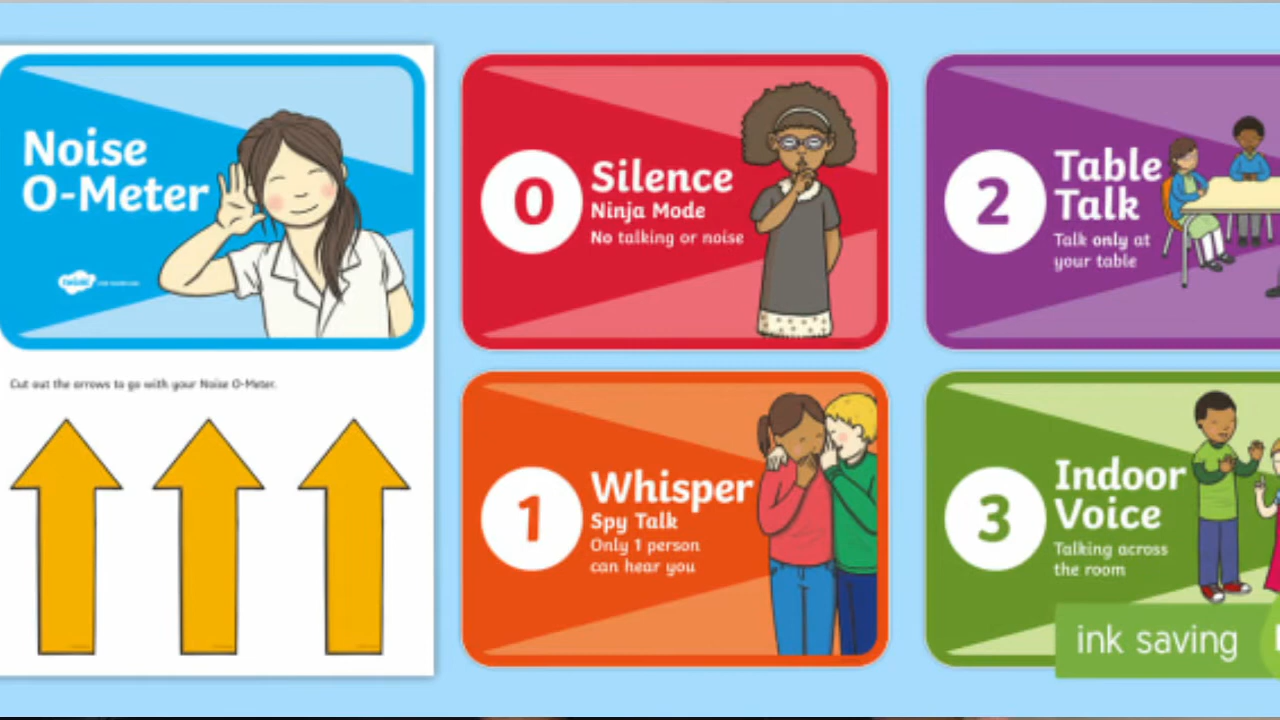 Noise
O-Meter
twinkl
Cut out the arrows to go with your Noise O-Meter.
0
Silence
Ninja Mode
No talking or noise
1
Whisper
Spy Talk
Only 1 person
can hear you
2
Table
Talk
Talk only at
your table
3
Indoor
Voice
Talking across
the room
ink saving